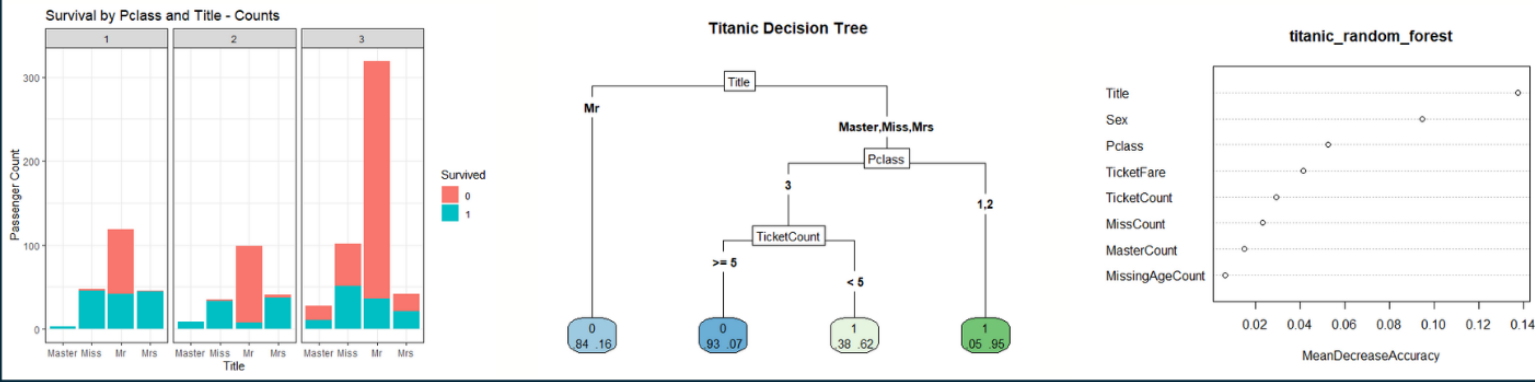 Survival by Pclass and Title - Counts
1 2 3
300
200
100
0
Passenger Count
Master Miss Mr Mrs Master Miss Mr Mrs Master Miss Mr Mrs
Title
Survived
0
1
Titanic Decision Tree
Title
Mr
Master,Miss,Mrs
Pclass
3
1,2
TicketCount
>= 5
< 5
0 0 1 1
.84 .16 .93 .07 .38 .62 .05 .95
titanic_random_forest
Title
Sex
Pclass
TicketFare
TicketCount
MissCount
MasterCount
MissingAgeCount
0.02 0.04 0.06 0.08 0.10 0.12 0.14
MeanDecreaseAccuracy